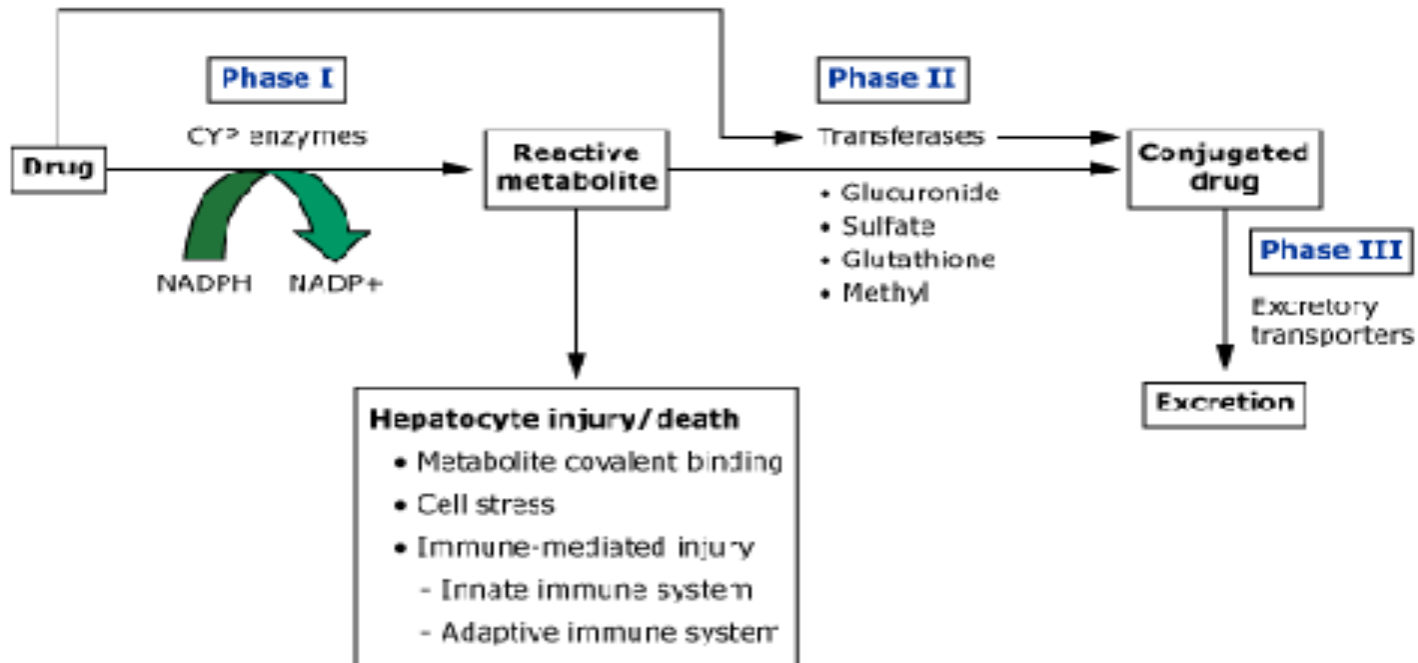 Phase I
CYP enzymes
Drug
NADPH
NADP+
Reactive
metabolite
Phase II
Transferases
• Glucuronide
• Sulfate
• Glutathione
• Methyl
Conjugated
drug
Phase III
Excretory
transporters
Excretion
Hepatocyte injury/death
• Metabolite covalent binding
• Cell stress
• Immune-mediated injury
- Innate immune system
- Adaptive immune system